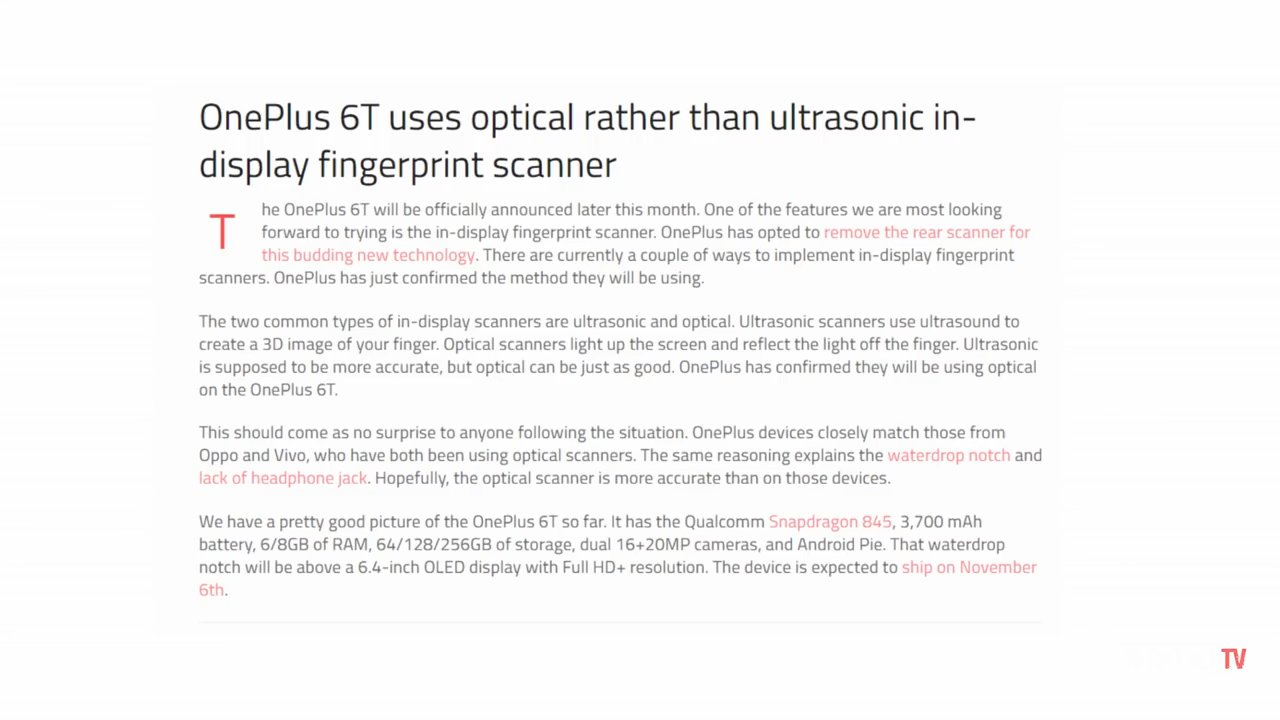 OnePlus 6T uses optical rather than ultrasonic in-
display fingerprint scanner
The OnePlus 6T will be officially announced later this month. One of the features we are most looking
forward to trying is the in-display fingerprint scanner. OnePlus has opted to remove the rear scanner for
this budding new technology. There are currently a couple of ways to implement in-display fingerprint
scanners. OnePlus has just confirmed the method they will be using.
The two common types of in-display scanners are ultrasonic and optical. Ultrasonic scanners use ultrasound to
create a 3D image of your finger. Optical scanners light up the screen and reflect the light off the finger. Ultrasonic
is supposed to be more accurate, but optical can be just as good. OnePlus has confirmed they will be using optical
on the OnePlus 6T.
This should come as no surprise to anyone following the situation. OnePlus devices closely match those from
Oppo and Vivo, who have both been using optical scanners. The same reasoning explains the waterdrop notch and
lack of headphone jack. Hopefully, the optical scanner is more accurate than on those devices.
We have a pretty good picture of the OnePlus 6T so far. It has the Qualcomm Snapdragon 845, 3,700 mAh
battery, 6/8GB of RAM, 64/128/256GB of storage, dual 16+20MP cameras, and Android Pie. That waterdrop
notch will be above a 6.4-inch OLED display with Full HD+ resolution. The device is expected to ship on November
6th.
TV